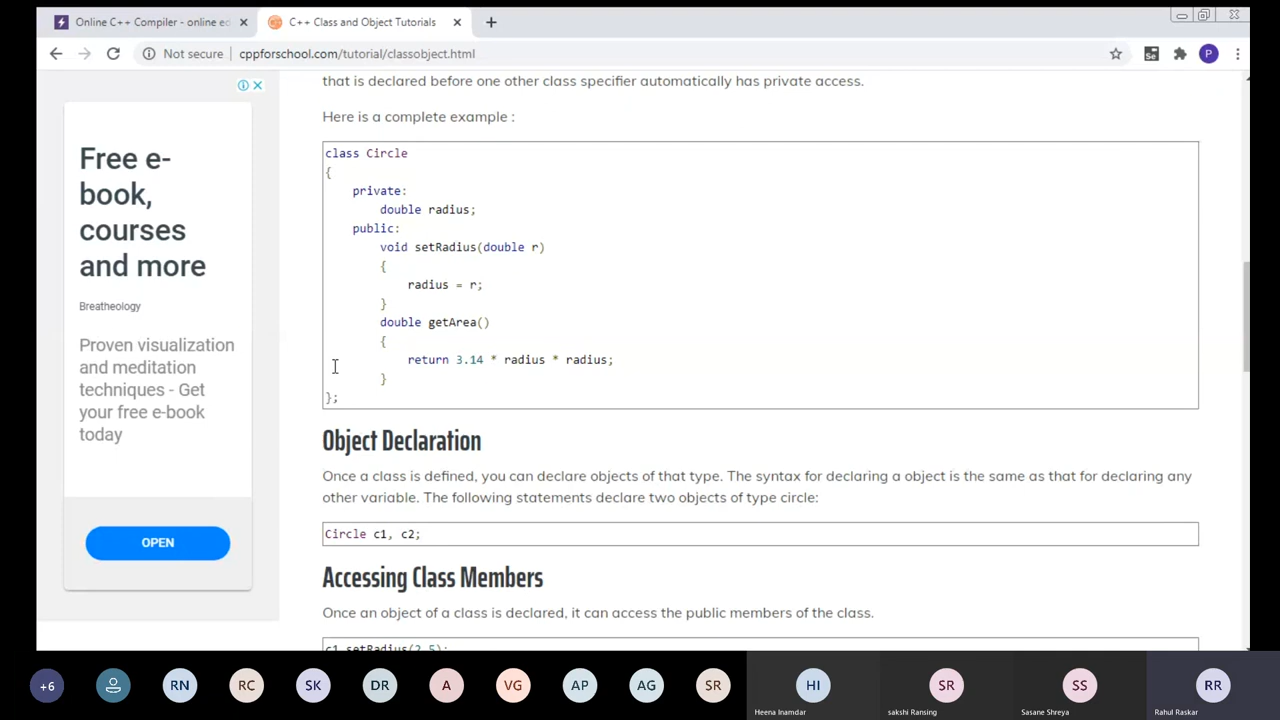 Online C++ Compiler - online ed
C++ Class and Object Tutorials
Not secure
cppforschool.com/tutorial/classobject.html
Se
P
that is declared before one other class specifier automatically has private access.
Here is a complete example :
class Circle
{
private:
double radius;
public:
void setRadius(double r)
{
radius = r;
}
double getArea()
{
return 3.14 * radius * radius;
}
};
Object Declaration
Once a class is defined, you can declare objects of that type. The syntax for declaring a object is the same as that for declaring any
other variable. The following statements declare two objects of type circle:
Circle c1, c2;
Accessing Class Members
Once an object of a class is declared, it can access the public members of the class.
c1.setRadius(2.5);
Free e-
book,
courses
and more
Breatheology
Proven visualization
and meditation
techniques - Get
your free e-book
today
OPEN
+6
RN
RC
SK
DR
A
VG
AP
AG
SR
HI
Heena Inamdar
SR
sakshi Ransing
SS
Sasane Shreya
RR
Rahul Raskar